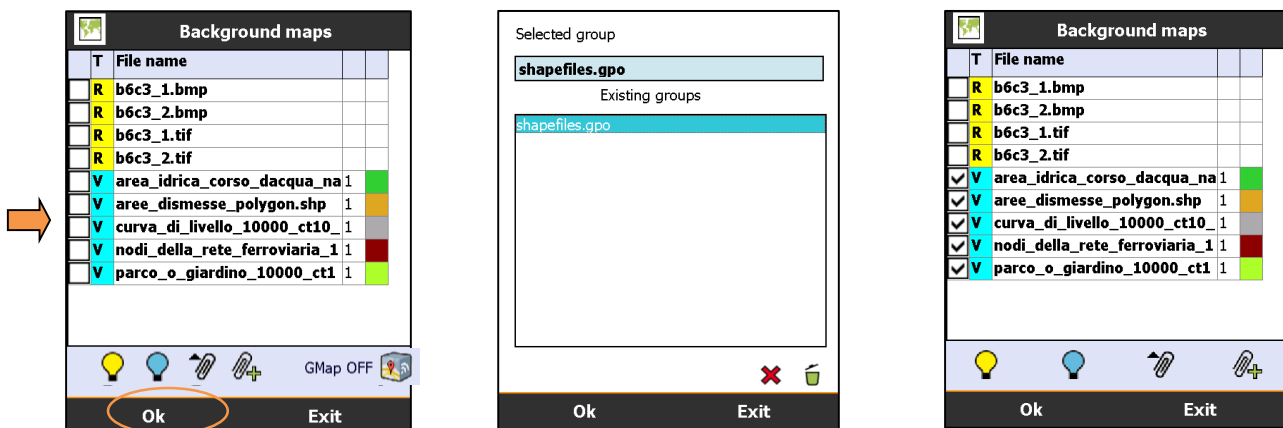 Background maps
T File name
R b6c3_1.bmp
R b6c3_2.bmp
R b6c3_1.tif
R b6c3_2.tif
V area_idrica_corso_dacqua_na 1
V aree_dismesse_polygon.shp 1
V curva_di_livello_10000_ct10_ 1
V nodi_della_rete_ferroviaria_1 1
V parco_o_giardino_10000_ct1 1
GMap OFF
Ok Exit
Selected group
shapefiles.gpo
Existing groups
shapefiles.gpo
Ok Exit
Background maps
T File name
R b6c3_1.bmp
R b6c3_2.bmp
R b6c3_1.tif
R b6c3_2.tif
V area_idrica_corso_dacqua_na 1
V aree_dismesse_polygon.shp 1
V curva_di_livello_10000_ct10_ 1
V nodi_della_rete_ferroviaria_1 1
V parco_o_giardino_10000_ct1 1
Ok Exit